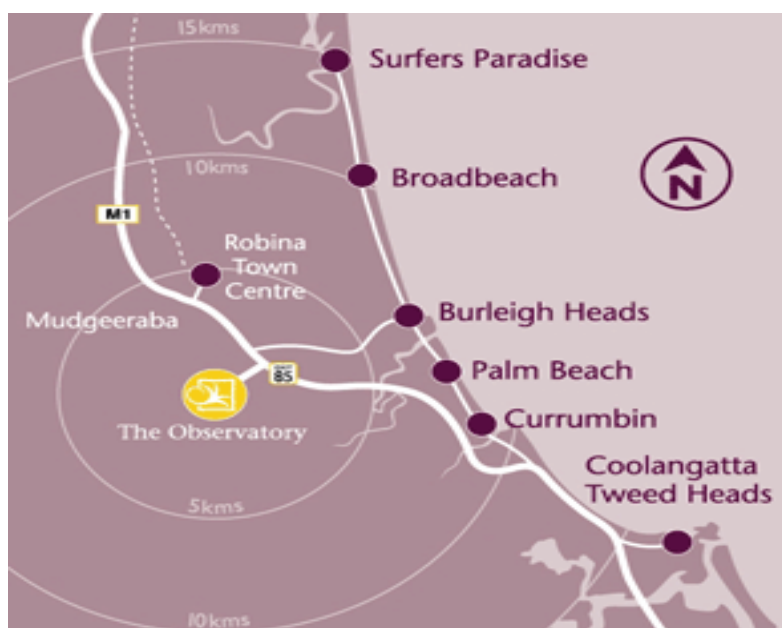 15kms
Surfers Paradise
10kms
Broadbeach
N
M1
Robina
Town
Centre
Mudgeeraba
Burleigh Heads
85
Palm Beach
The Observatory
Currumbin
Coolangatta
Tweed Heads
5kms
10kms